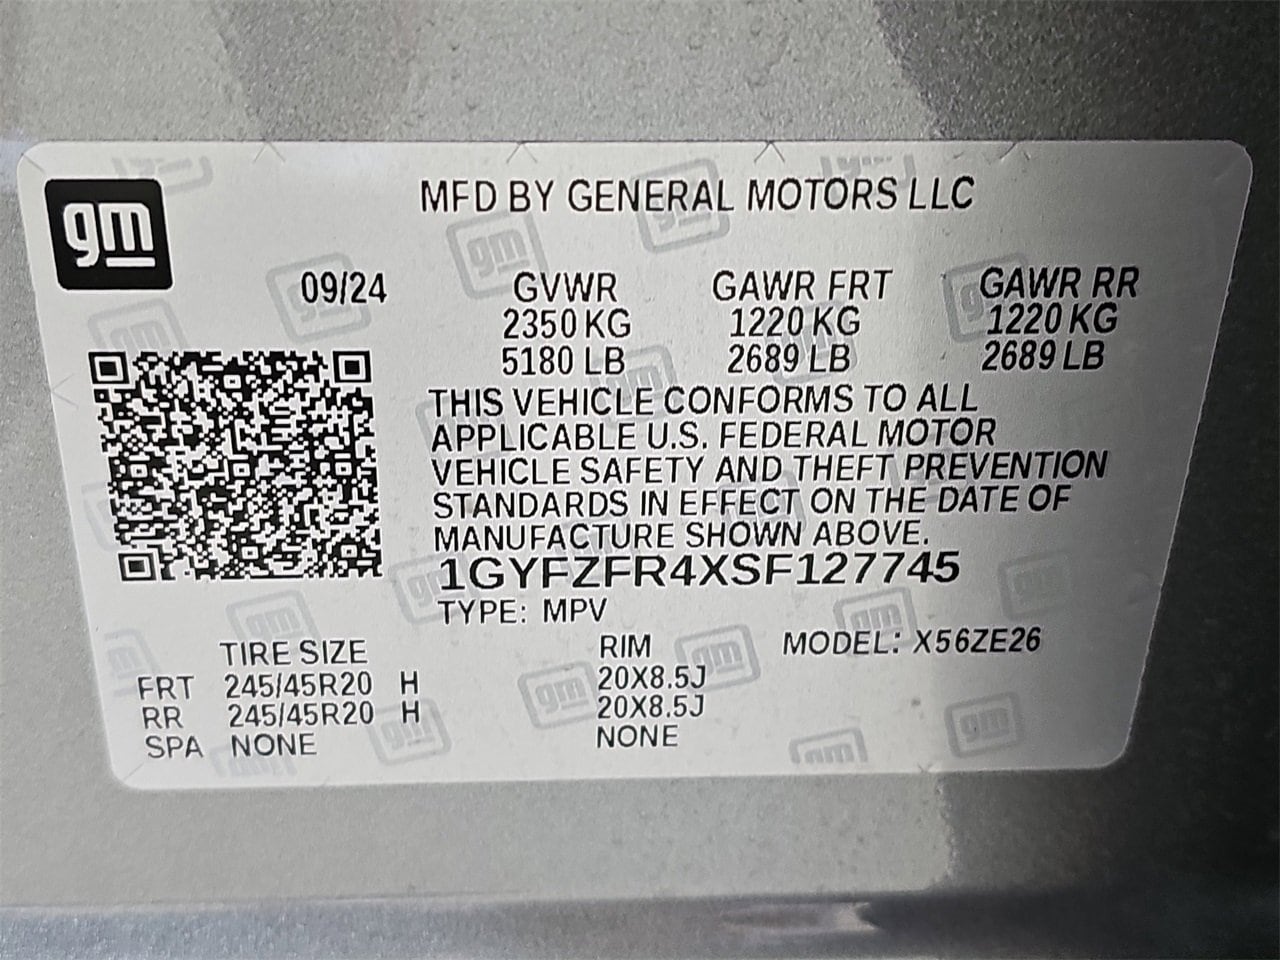 gm
MFD BY GENERAL MOTORS LLC
09/24 GVWR GAWR FRT GAWR RR
2350 KG 1220 KG 1220 KG
5180 LB 2689 LB 2689 LB
THIS VEHICLE CONFORMS TO ALL
APPLICABLE U.S. FEDERAL MOTOR
VEHICLE SAFETY AND THEFT PREVENTION
STANDARDS IN EFFECT ON THE DATE OF
MANUFACTURE SHOWN ABOVE.
1GYFZFR4XSF127745
TYPE: MPV
TIRE SIZE RIM MODEL: X56ZE26
FRT 245/45R20 H 20X8.5J
RR 245/45R20 H 20X8.5J
SPA NONE NONE